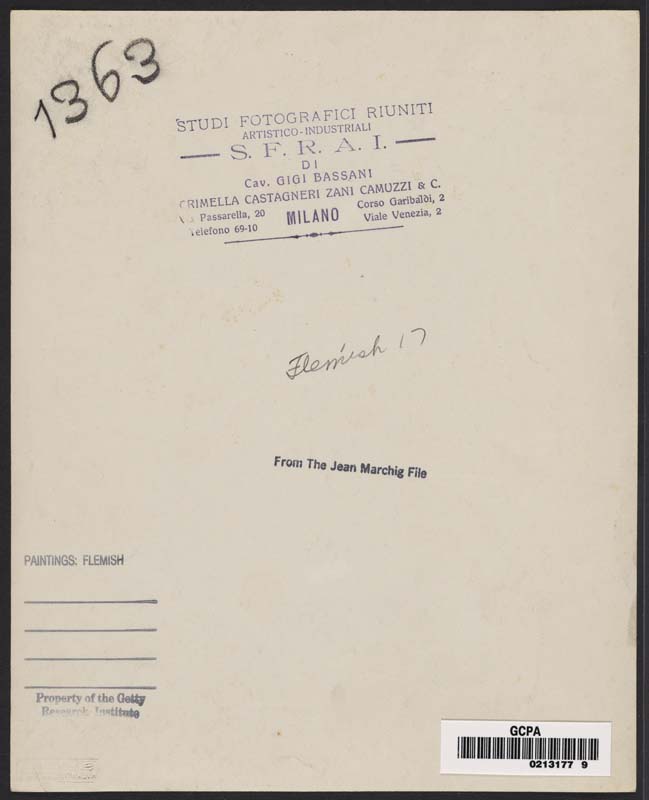 1363
STUDI FOTOGRAFICI RIUNITI
ARTISTICO-INDUSTRIALI
— S. F. R. A. I. —
DI
Cav. GIGI BASSANI
CRIMELLA CASTAGNERI ZANI CAMUZZI & C.
Passarella, 20 MILANO Corso Garibaldi, 2
Telefono 69-10 Viale Venezia, 2
Flemish 17
From The Jean Marchig File
PAINTINGS: FLEMISH
Property of the Getty
Research Institute
GCPA
0213177 9